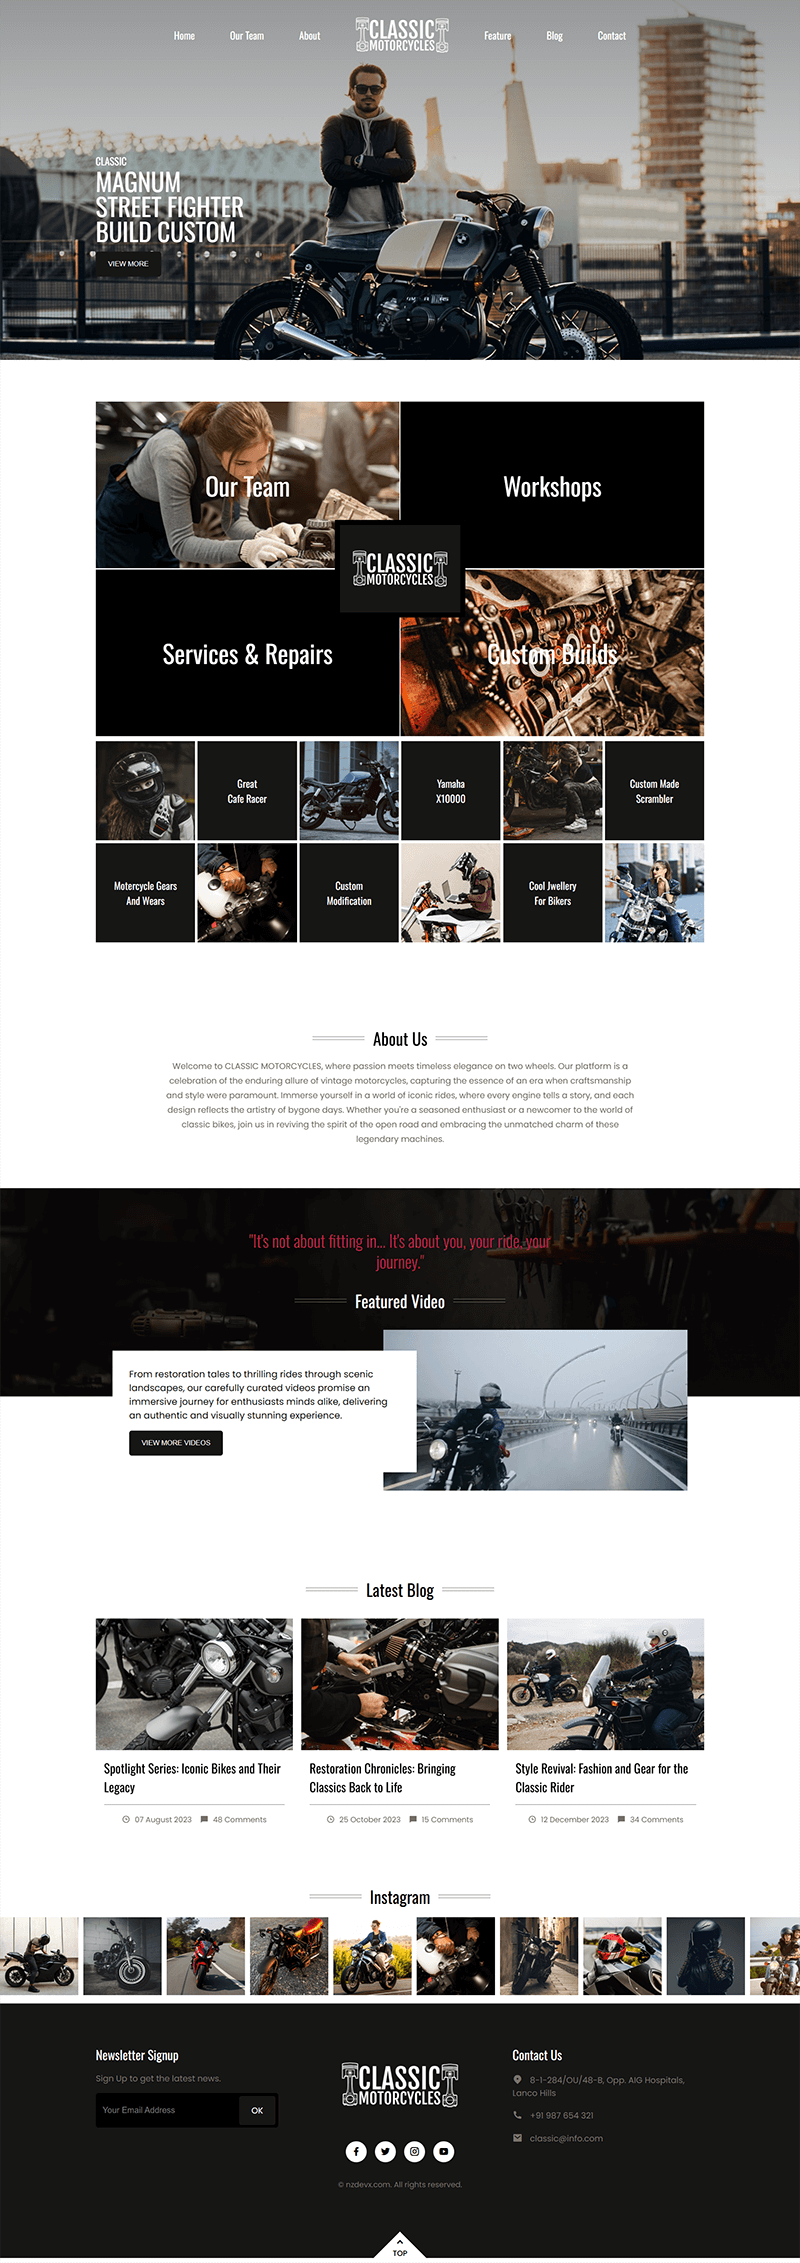 Home Our Team About CLASSIC MOTORCYCLES Feature Blog Contact
CLASSIC
MAGNUM
STREET FIGHTER
BUILD CUSTOM
VIEW MORE
Our Team
Workshops
CLASSIC
MOTORCYCLES
Services & Repairs
Custom Builds
Great
Cafe Racer
Yamaha
X10000
Custom Made
Scrambler
Motorcycle Gears
And Wears
Custom
Modification
Cool Jwellery
For Bikers
About Us
Welcome to CLASSIC MOTORCYCLES, where passion meets timeless elegance on two wheels. Our platform is a
celebration of the enduring allure of vintage motorcycles, capturing the essence of an era when craftsmanship
and style were paramount. Immerse yourself in a world of iconic rides, where every engine tells a story, and each
design reflects the artistry of bygone days. Whether you're a seasoned enthusiast or a newcomer to the world of
classic bikes, join us in reviving the spirit of the open road and embracing the unmatched charm of these
legendary machines.
"It's not about fitting in... It's about you, your ride, your
journey."
Featured Video
From restoration tales to thrilling rides through scenic
landscapes, our carefully curated videos promise an
immersive journey for enthusiasts minds alike, delivering
an authentic and visually stunning experience.
VIEW MORE VIDEOS
Latest Blog
Spotlight Series: Iconic Bikes and Their
Legacy
07 August 2023 48 Comments
Restoration Chronicles: Bringing
Classics Back to Life
25 October 2023 15 Comments
Style Revival: Fashion and Gear for the
Classic Rider
12 December 2023 34 Comments
Instagram
Newsletter Signup
Sign Up to get the latest news.
Your Email Address OK
CLASSIC
MOTORCYCLES
© nzdevx.com. All rights reserved.
Contact Us
8-1-284/OU/48-B, Opp. AIG Hospitals,
Lanco Hills
+91 987 654 321
classic@info.com
TOP